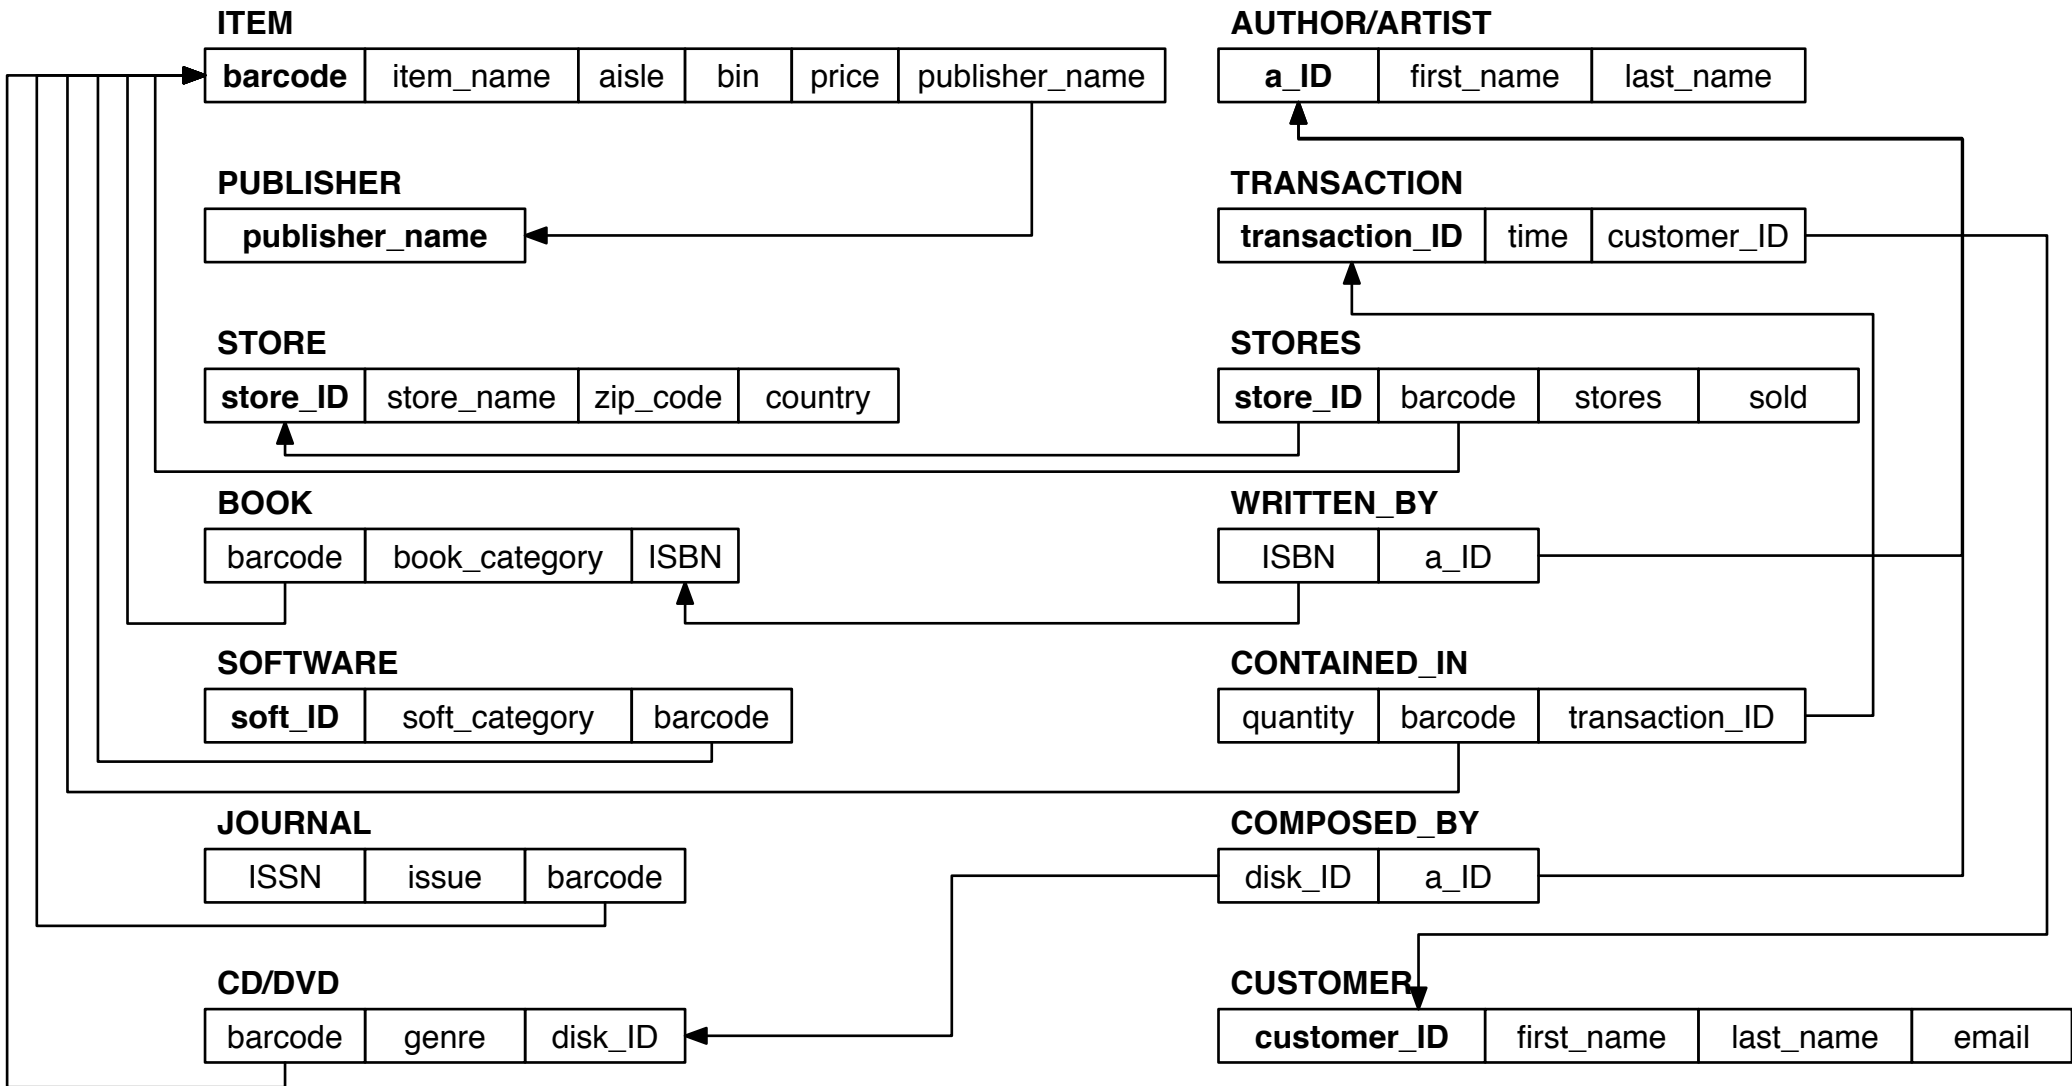 ITEM
barcode item_name aisle bin price publisher_name
AUTHOR/ARTIST
a_ID first_name last_name
PUBLISHER
publisher_name
TRANSACTION
transaction_ID time customer_ID
STORE
store_ID store_name zip_code country
STORES
store_ID barcode stores sold
BOOK
barcode book_category ISBN
WRITTEN_BY
ISBN a_ID
SOFTWARE
soft_ID soft_category barcode
CONTAINED_IN
quantity barcode transaction_ID
JOURNAL
ISSN issue barcode
COMPOSED_BY
disk_ID a_ID
CD/DVD
barcode genre disk_ID
CUSTOMER
customer_ID first_name last_name email